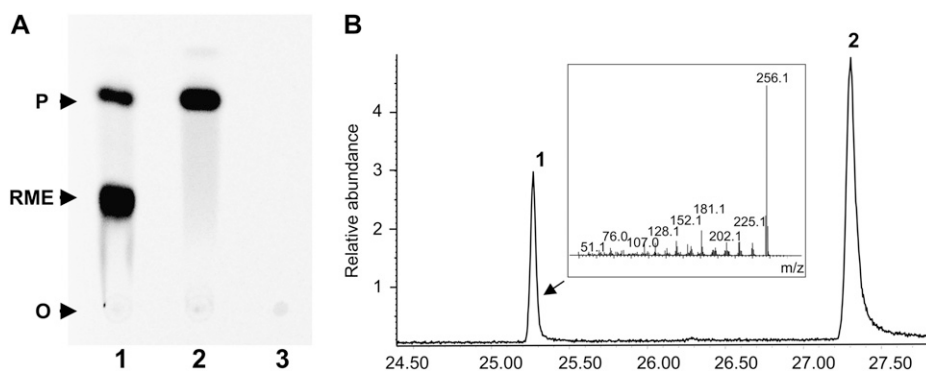 A
P
RME
O
1 2 3
B
Relative abundance
4
3
2
1
1
2
256.1
181.1
152.1
128.1
76.0
107.0
51.1
202.1
225.1
m/z
24.50 25.00 25.50 26.00 26.50 27.00 27.50